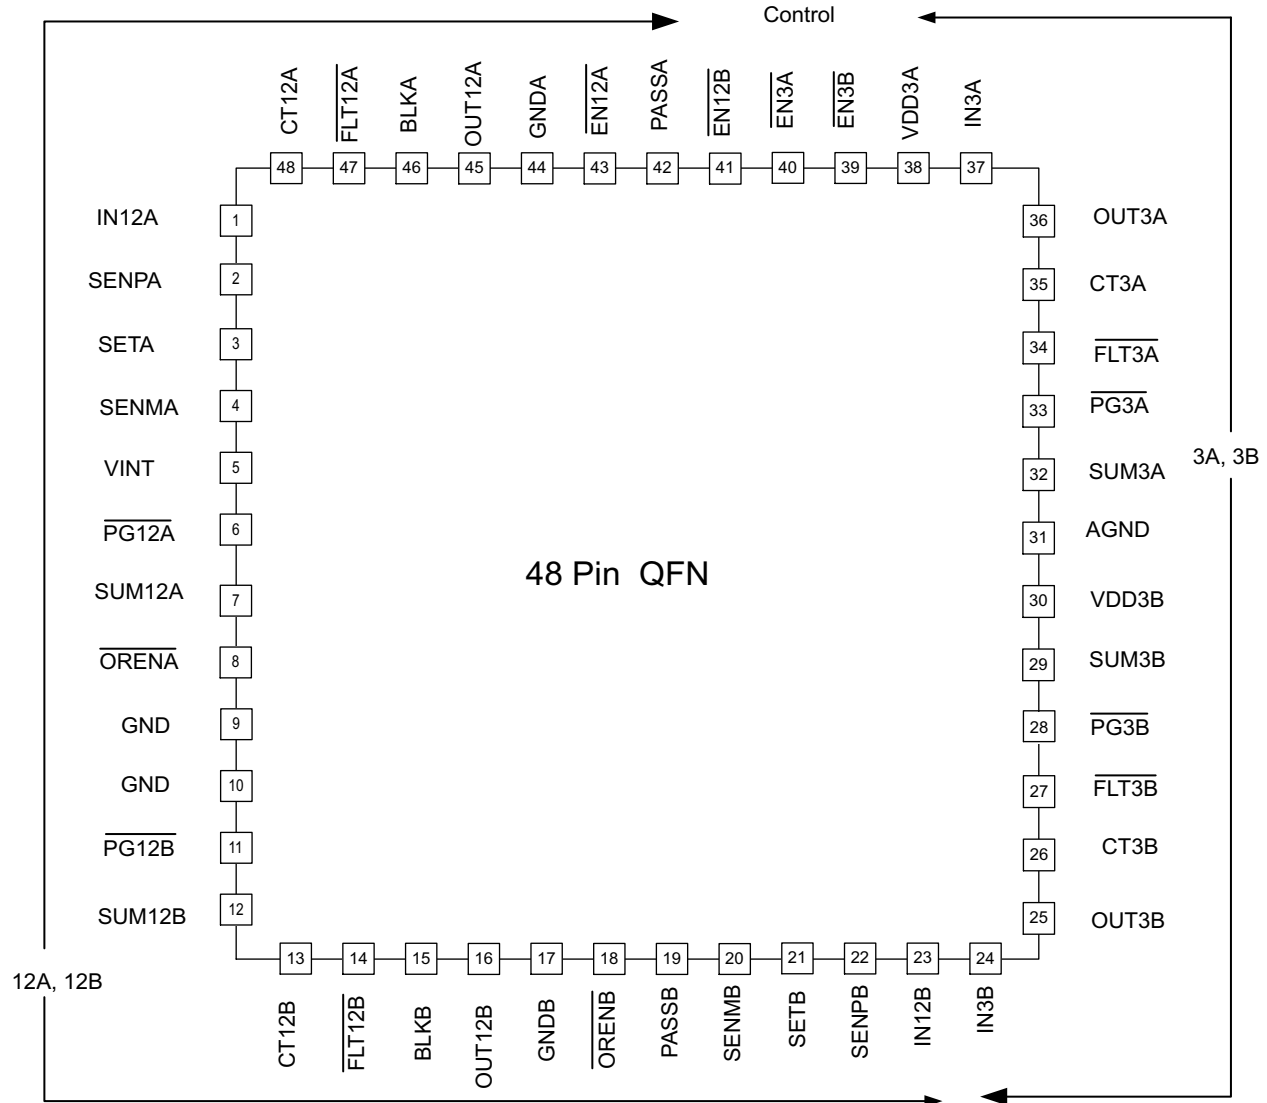 Control
CT12A
FLT12A
BLKA
OUT12A
GNDA
EN12A
PASSA
EN12B
EN3A
EN3B
VDD3A
IN3A
48 47 46 45 44 43 42 41 40 39 38 37
IN12A 1 36 OUT3A
SENPA 2 35 CT3A
SETA 3 34 FLT3A
SENMA 4 33 PG3A
3A, 3B
VINT 5 32 SUM3A
PG12A 6 31 AGND
48 Pin QFN
SUM12A 7 30 VDD3B
ORENA 8 29 SUM3B
GND 9 28 PG3B
GND 10 27 FLT3B
PG12B 11 26 CT3B
SUM12B 12 25 OUT3B
13 14 15 16 17 18 19 20 21 22 23 24
12A, 12B
CT12B
FLT12B
BLKB
OUT12B
GNDB
ORENB
PASSB
SENMB
SETB
SENPB
IN12B
IN3B